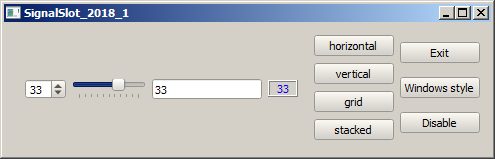 SignalSlot_2018_1
33
33
33
horizontal
vertical
grid
stacked
Exit
Windows style
Disable